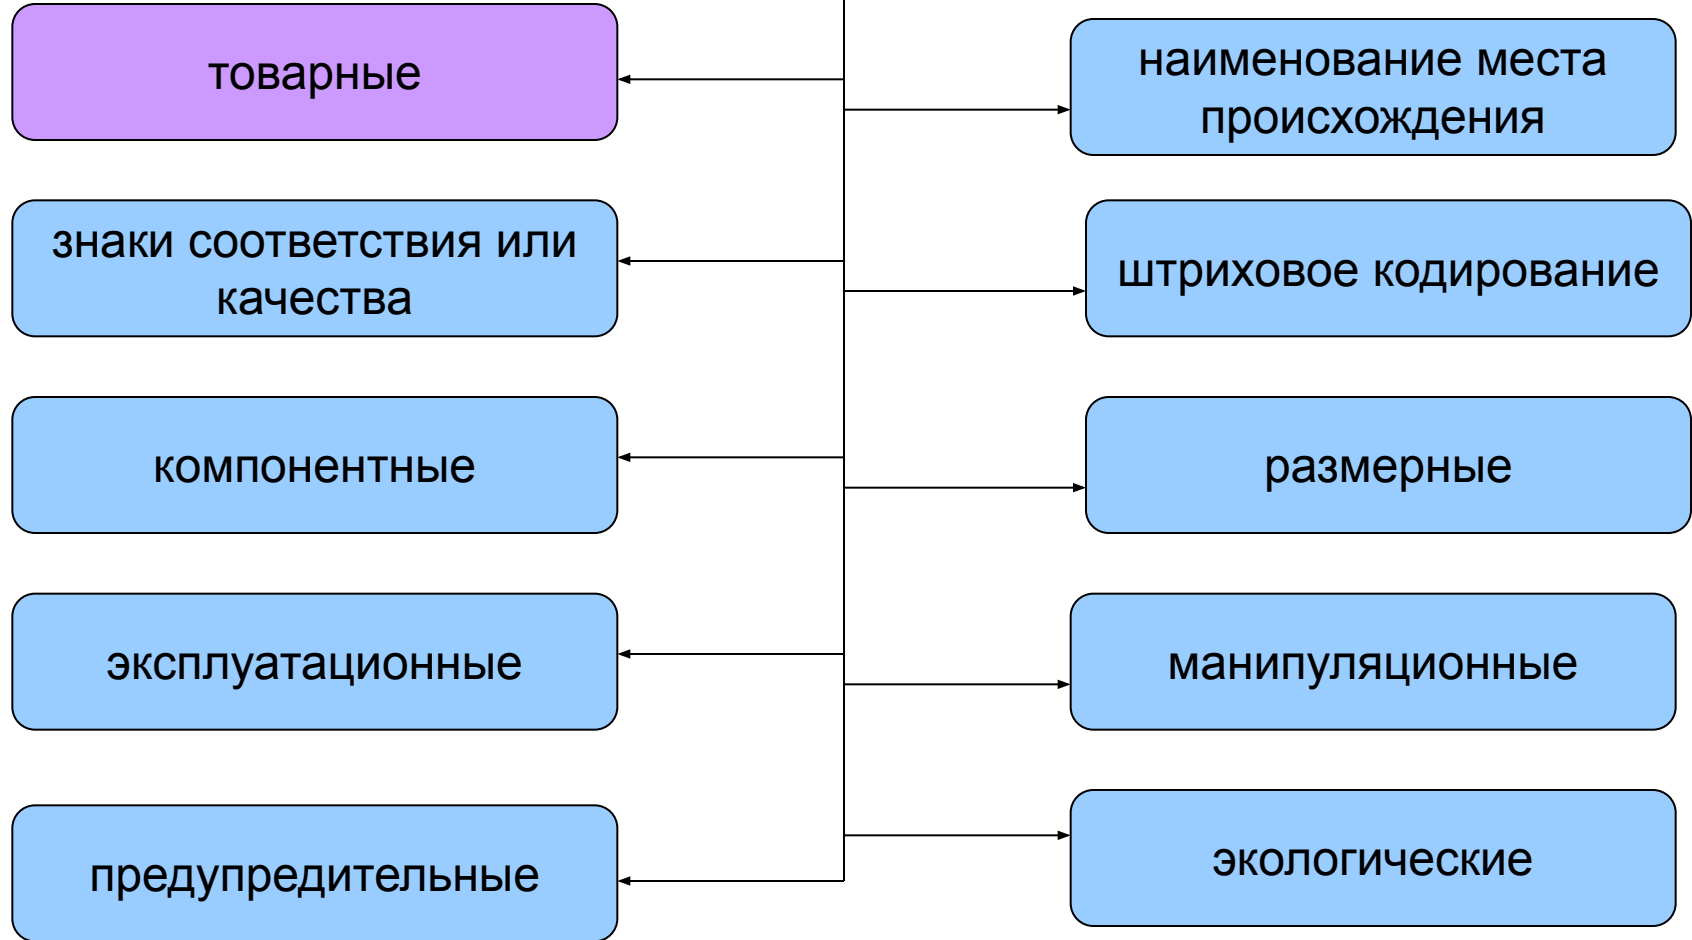 товарные
наименование места
происхождения
знаки соответствия или
качества
штриховое кодирование
компонентные
размерные
эксплуатационные
манипуляционные
предупредительные
экологические